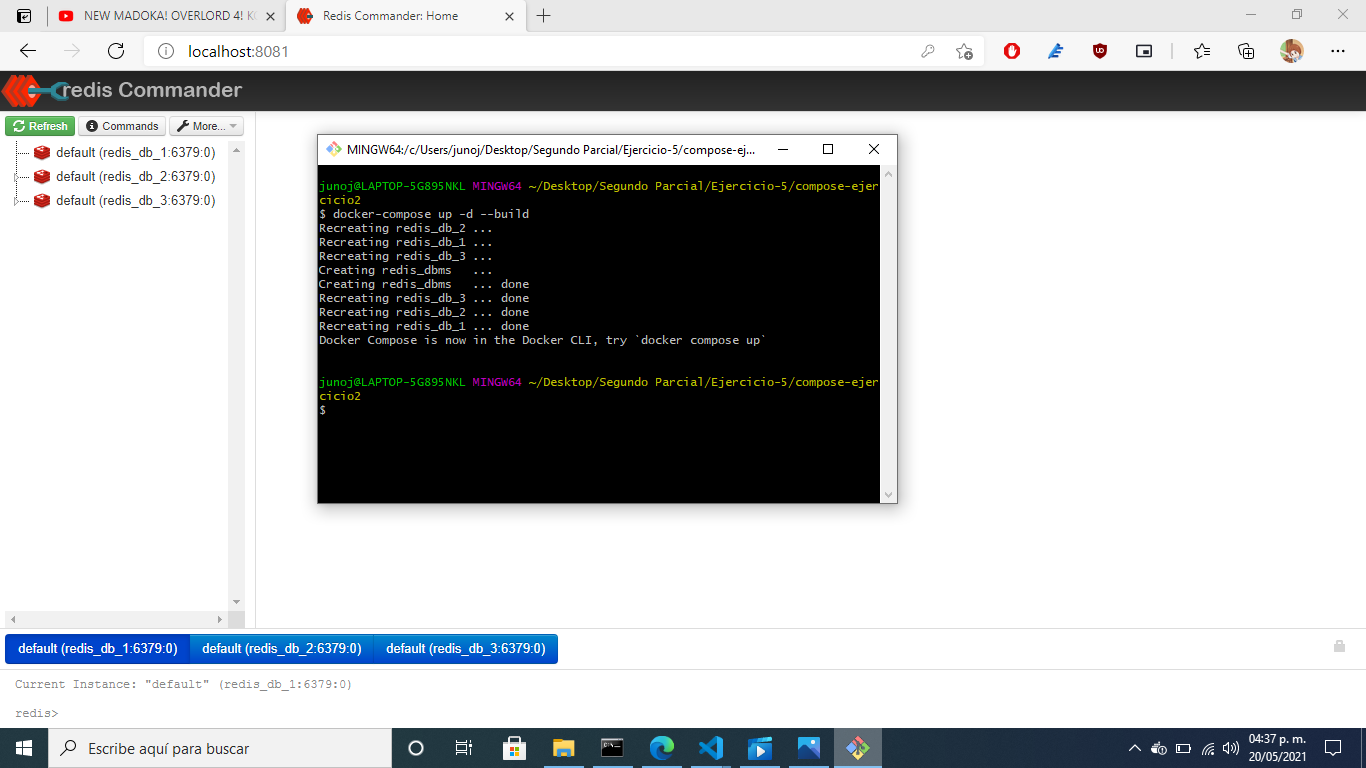 NEW MADOKA! OVERLORD 4!
Redis Commander: Home
localhost:8081
redis Commander
Refresh
Commands
More...
default (redis_db_1:6379:0)
default (redis_db_2:6379:0)
default (redis_db_3:6379:0)
MINGW64:/c/Users/junoj/Desktop/Segundo Parcial/Ejercicio-5/compose-ej...
junoj@LAPTOP-5G895NKL MINGW64 ~/Desktop/Segundo Parcial/Ejercicio-5/compose-ejer
cicio2
$ docker-compose up -d --build
Recreating redis_db_2 ...
Recreating redis_db_1 ...
Recreating redis_db_3 ...
Creating redis_dbms   ...
Creating redis_dbms   ... done
Recreating redis_db_3 ... done
Recreating redis_db_2 ... done
Recreating redis_db_1 ... done
Docker Compose is now in the Docker CLI, try `docker compose up`
junoj@LAPTOP-5G895NKL MINGW64 ~/Desktop/Segundo Parcial/Ejercicio-5/compose-ejer
cicio2
$
default (redis_db_1:6379:0)
default (redis_db_2:6379:0)
default (redis_db_3:6379:0)
Current Instance: "default" (redis_db_1:6379:0)
redis>
Escribe aquí para buscar
04:37 p. m.
20/05/2021